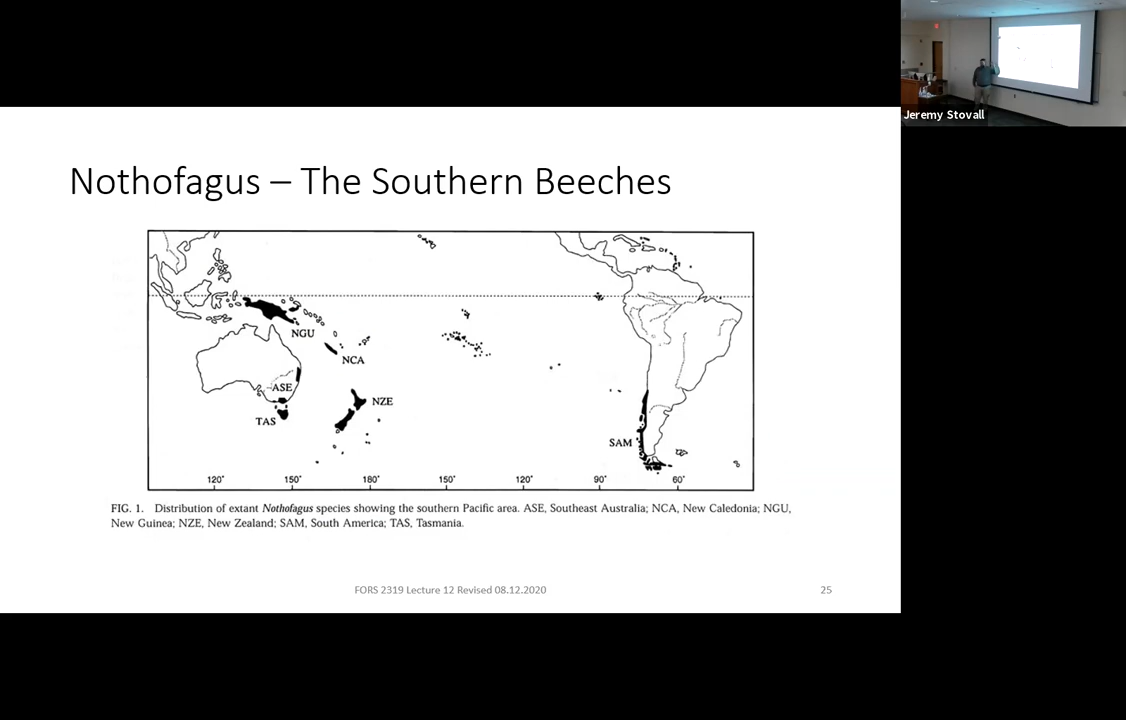 Jeremy Stovall
Nothofagus – The Southern Beeches
NGU
NCA
ASE
NZE
TAS
SAM
120° 150° 180° 150° 120° 90° 60°
FIG. 1. Distribution of extant Nothofagus species showing the southern Pacific area. ASE, Southeast Australia; NCA, New Caledonia; NGU,
New Guinea; NZE, New Zealand; SAM, South America; TAS, Tasmania.
FORS 2319 Lecture 12 Revised 08.12.2020
25